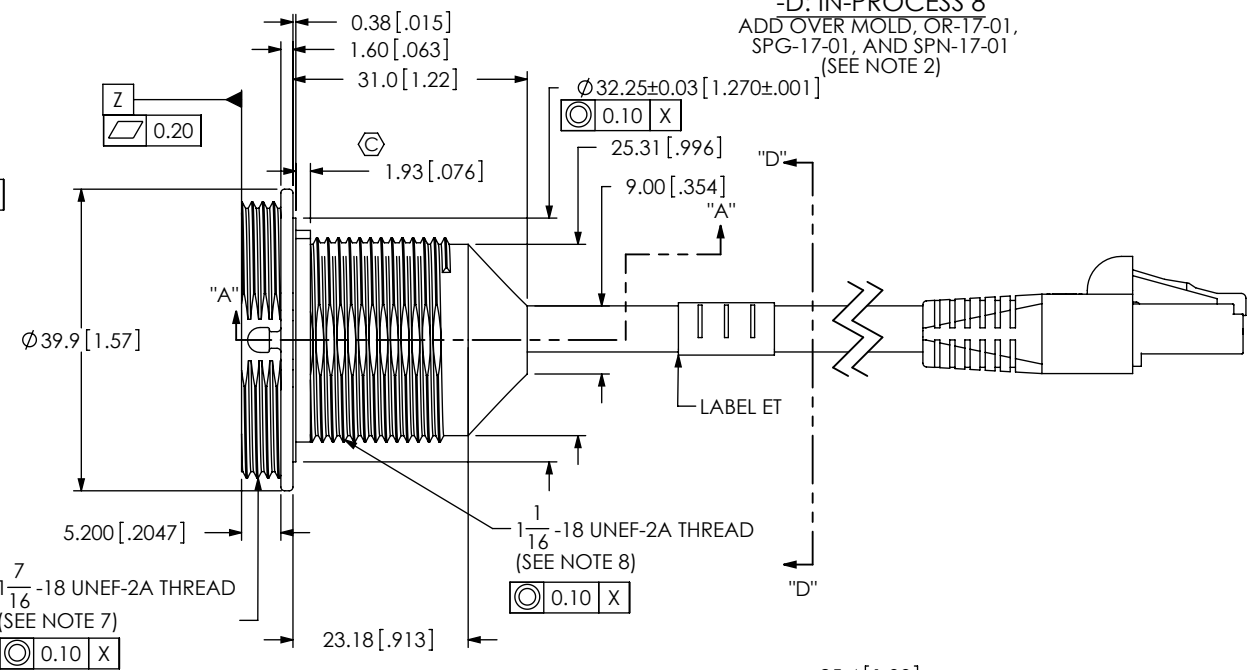 -D: IN-PROCESS 8
ADD OVER MOLD, OR-17-01,
SPG-17-01, AND SPN-17-01
(SEE NOTE 2)
0.38 [.015]
1.60 [.063]
31.0 [1.22]
Ø 32.25±0.03 [1.270±.001]
◎ 0.10 X
Z
⏥ 0.20
C
1.93 [.076]
25.31 [.996]
9.00 [.354]
"D"
"A"
"A"
Ø 39.9 [1.57]
LABEL ET
5.200 [.2047]
1 1/16 -18 UNEF-2A THREAD
(SEE NOTE 8)
◎ 0.10 X
"D"
7/16 -18 UNEF-2A THREAD
(SEE NOTE 7)
◎ 0.10 X
23.18 [.913]